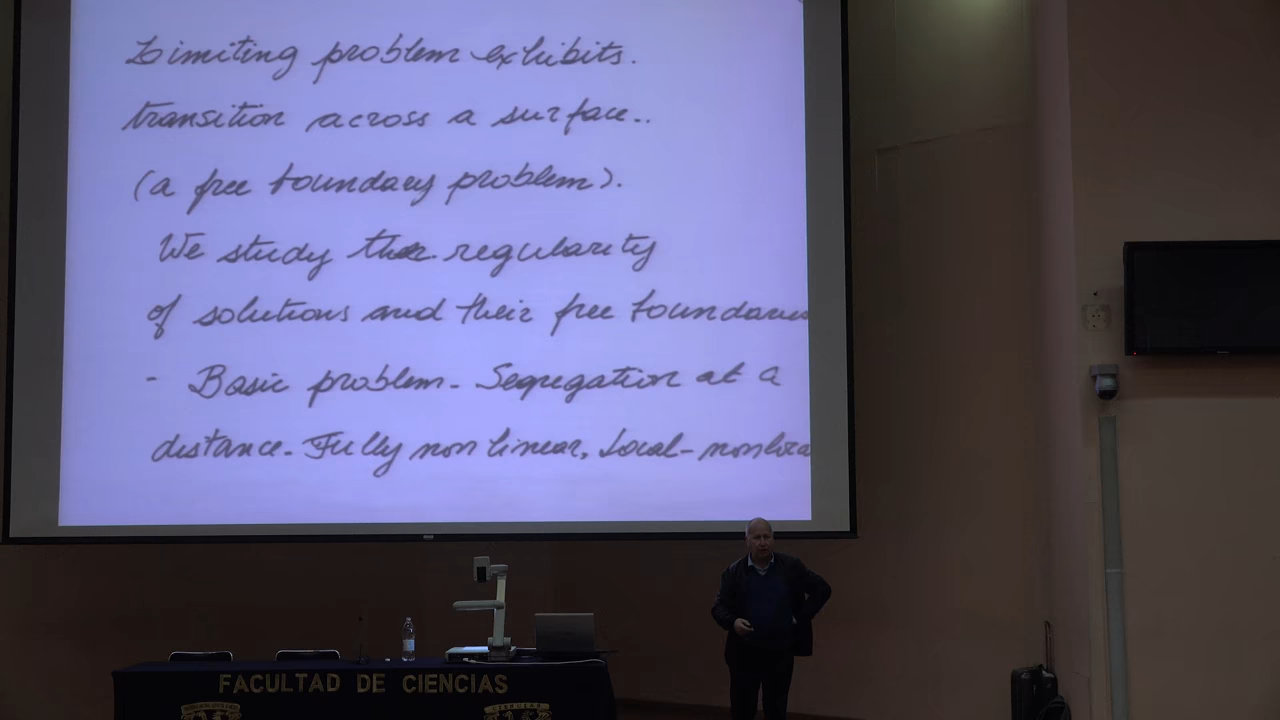 Limiting problem exhibits.
transition across a surface..
(a free boundary problem).
We study the regularity
of solutions and their free boundaries
- Basic problem - Segregation at a
distance - Fully non linear, Local - nonloca
FACULTAD DE CIENCIAS